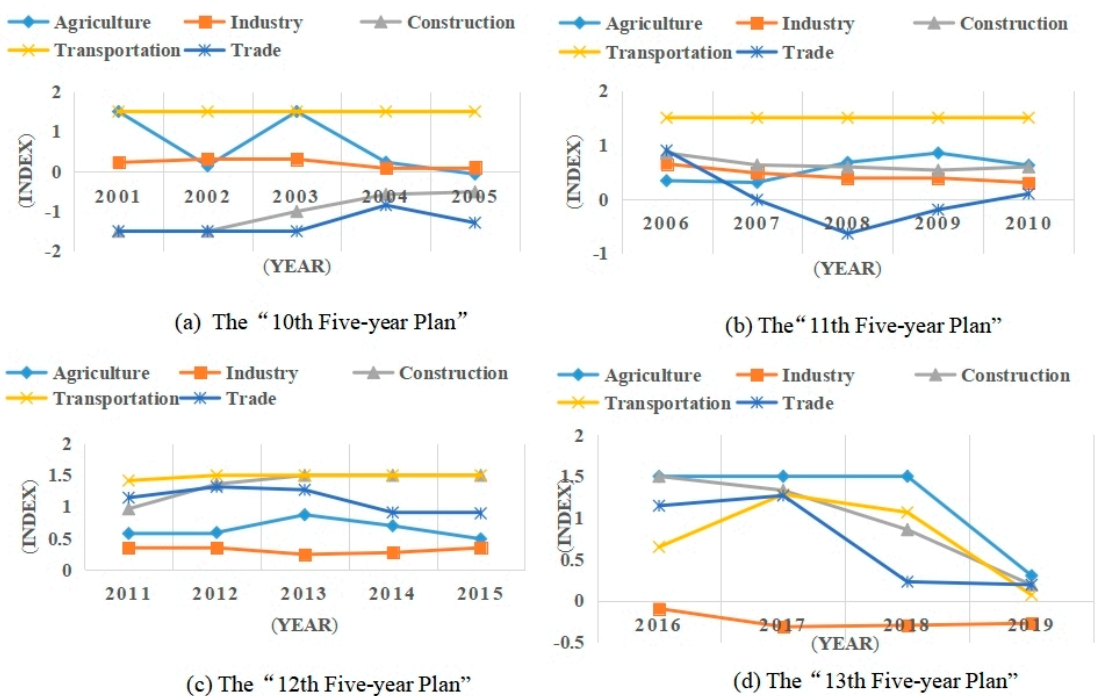 Agriculture Industry Construction
Transportation Trade
2
1
0
-1
-2
(INDEX)
2001 2002 2003 2004 2005
(YEAR)
(a) The “10th Five-year Plan”
Agriculture Industry Construction
Transportation Trade
2
1
0
-1
(INDEX)
2006 2007 2008 2009 2010
(YEAR)
(b) The“11th Five-year Plan”
Agriculture Industry Construction
Transportation Trade
2
1.5
1
0.5
0
(INDEX)
2011 2012 2013 2014 2015
(YEAR)
(c) The “12th Five-year Plan”
Agriculture Industry Construction
Transportation Trade
2
1.5
1
0.5
0
-0.5
(INDEX)
2016 2017 2018 2019
(YEAR)
(d) The “13th Five-year Plan”